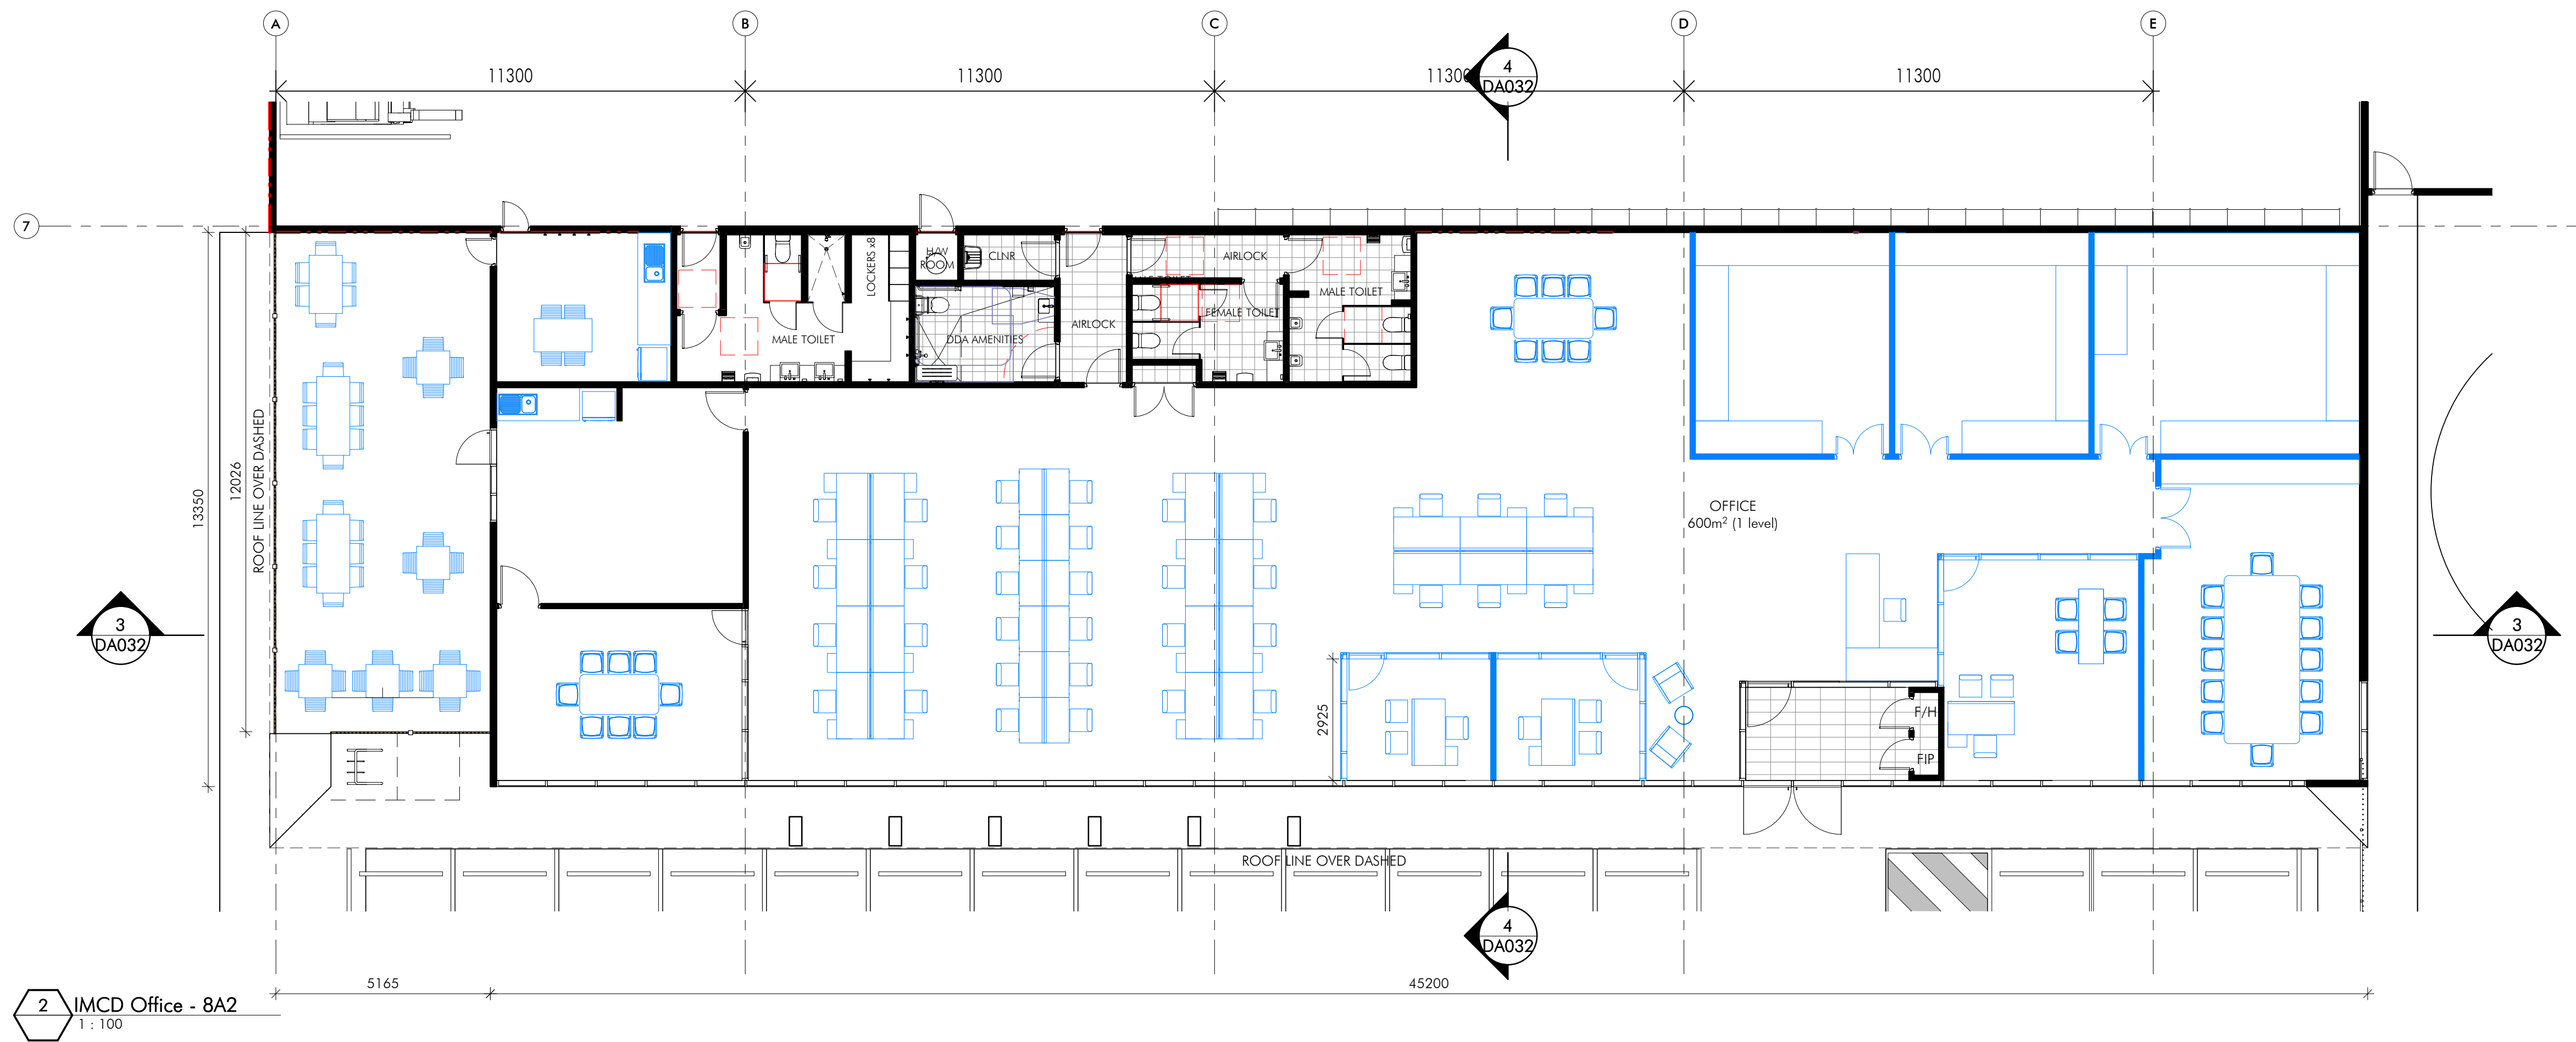 A
B
C
D
E
11300
11300
11300
11300
4
DA032
7
LOCKERS x8
H/W
ROOM
CLNR
AIRLOCK
MALE TOILET
FEMALE TOILET
MALE TOILET
MALE TOILET
DDA AMENITIES
AIRLOCK
ROOF LINE OVER DASHED
12026
13350
OFFICE
600m² (1 level)
3
DA032
3
DA032
2925
F/H
FIP
ROOF LINE OVER DASHED
4
DA032
5165
45200
2
IMCD Office - 8A2
1 : 100